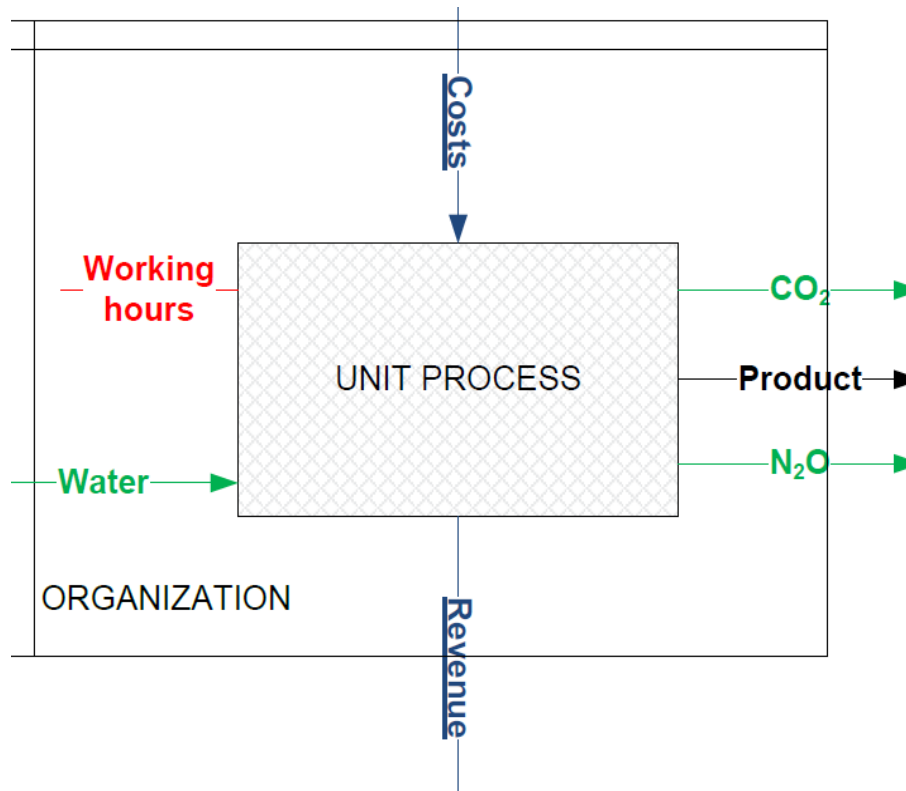 Costs
Working
hours
CO₂
UNIT PROCESS
Product
Water
N₂O
ORGANIZATION
Revenue